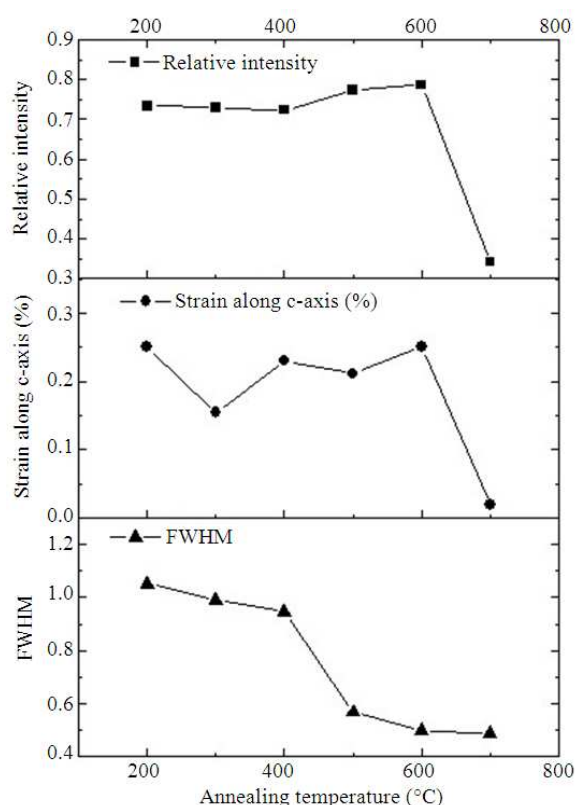 200 400 600 800
Relative intensity
0.9
0.8
0.7
0.6
0.5
0.4
0.3
Relative intensity
Strain along c-axis (%)
0.3
0.2
0.1
0.0
Strain along c-axis (%)
FWHM
1.2
1.0
0.8
0.6
0.4
FWHM
200 400 600 800
Annealing temperature (°C)